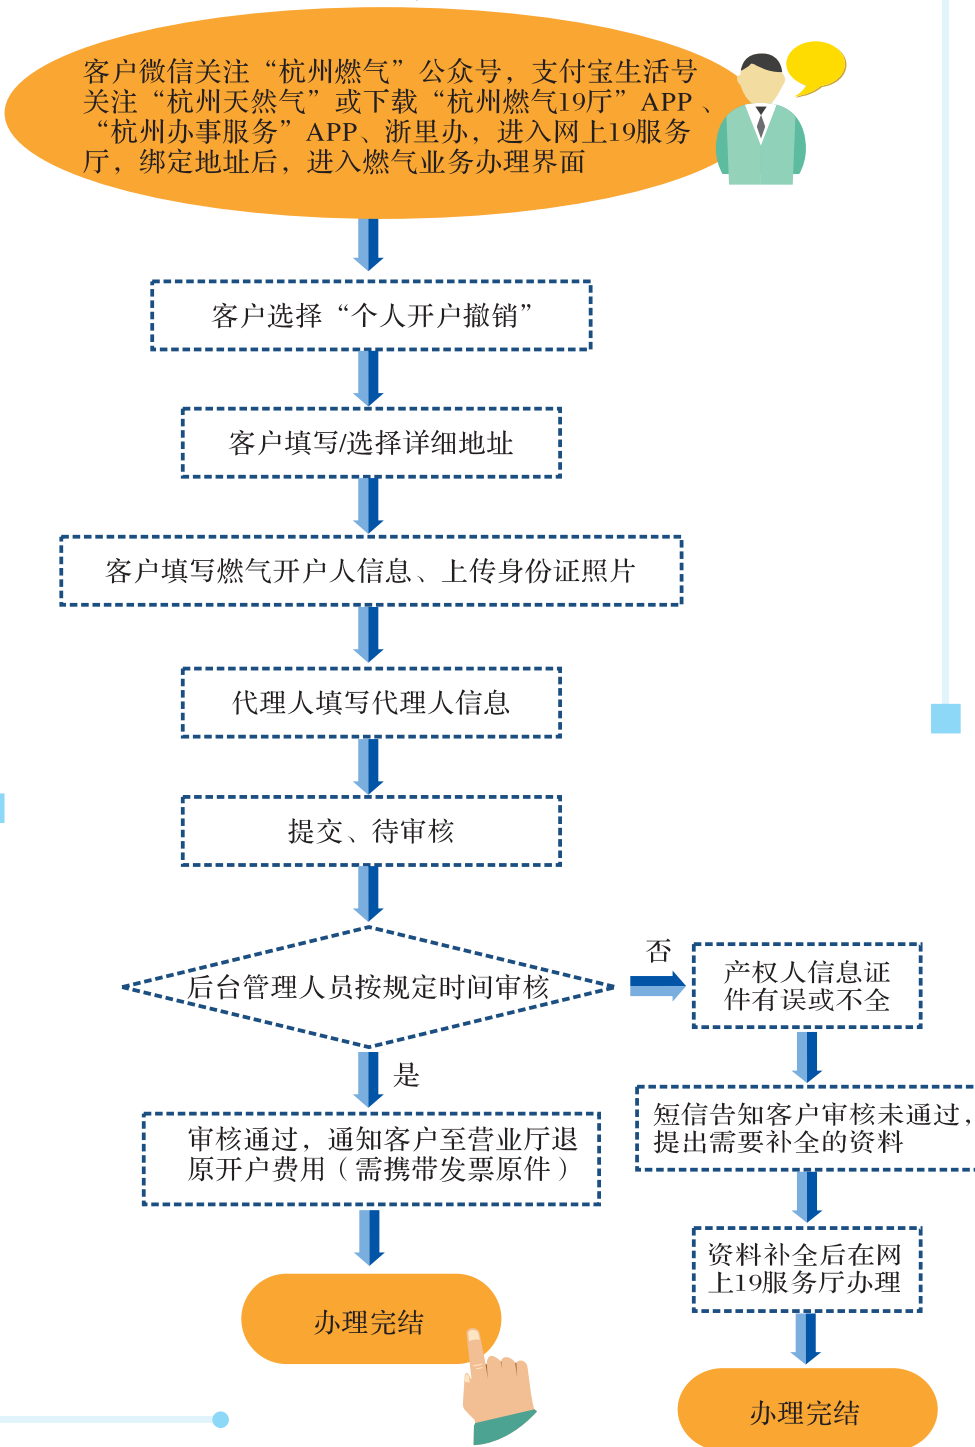 客户微信关注“杭州燃气”公众号，支付宝生活号
关注“杭州天然气”或下载“杭州燃气19厅”APP、
“杭州办事服务”APP、浙里办，进入网上19服务
厅，绑定地址后，进入燃气业务办理界面
客户选择“个人开户撤销”
客户填写/选择详细地址
客户填写燃气开户人信息、上传身份证照片
代理人填写代理人信息
提交、待审核
后台管理人员按规定时间审核
否
产权人信息证
件有误或不全
是
短信告知客户审核未通过，
提出需要补全的资料
审核通过，通知客户至营业厅退
原开户费用（需携带发票原件）
资料补全后在网
上19服务厅办理
办理完结
办理完结